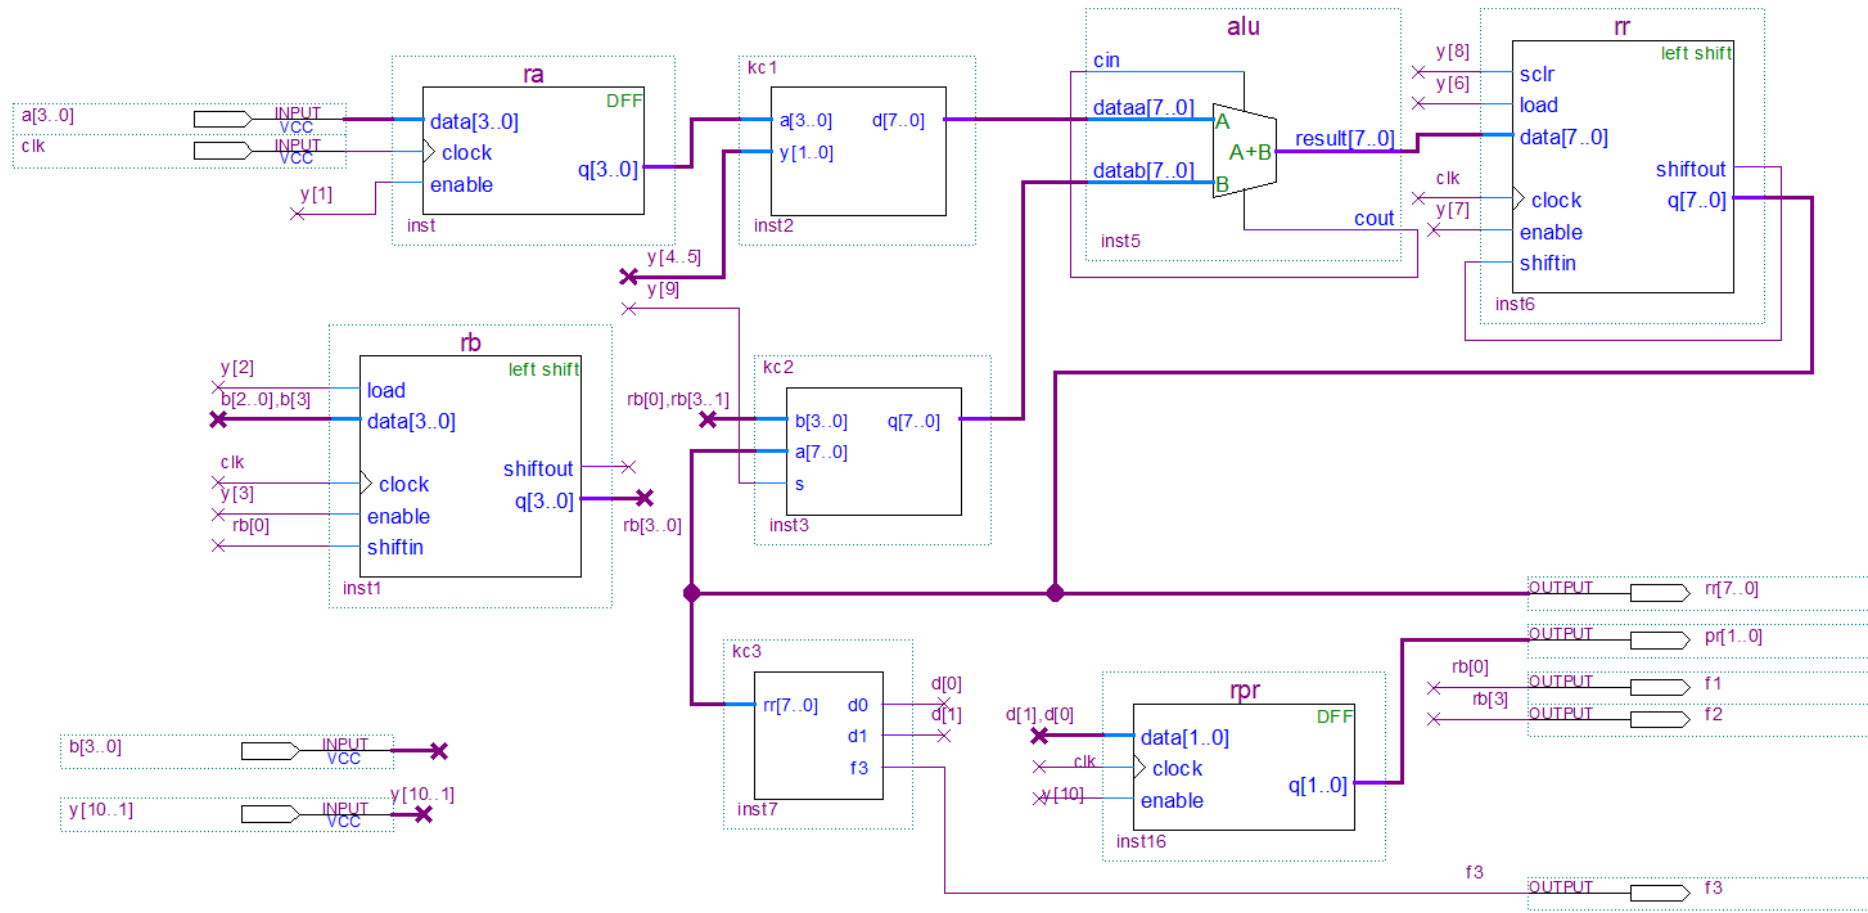 a[3..0]
INPUT
VCC
clk
INPUT
VCC
y[1]
ra
DFF
data[3..0]
clock
enable
q[3..0]
inst
kc1
a[3..0]
y[1..0]
d[7..0]
inst2
y[4..5]
y[9]
alu
cin
dataa[7..0]
datab[7..0]
A
B
A+B
result[7..0]
cout
inst5
rr
left shift
y[8]
sclr
y[6]
load
data[7..0]
shiftout
clk
clock
q[7..0]
y[7]
enable
shiftin
inst6
rb
left shift
y[2]
load
b[2..0],b[3]
data[3..0]
clk
clock
shiftout
y[3]
enable
q[3..0]
rb[0]
shiftin
rb[3..0]
inst1
kc2
rb[0],rb[3..1]
b[3..0]
q[7..0]
a[7..0]
s
inst3
kc3
rr[7..0]
d0
d[0]
d1
d[1]
f3
inst7
rpr
DFF
d[1],d[0]
data[1..0]
clk
clock
y[10]
enable
q[1..0]
inst16
OUTPUT
rr[7..0]
OUTPUT
pr[1..0]
rb[0]
OUTPUT
f1
rb[3]
OUTPUT
f2
f3
OUTPUT
f3
b[3..0]
INPUT
VCC
y[10..1]
INPUT
VCC
y[10..1]